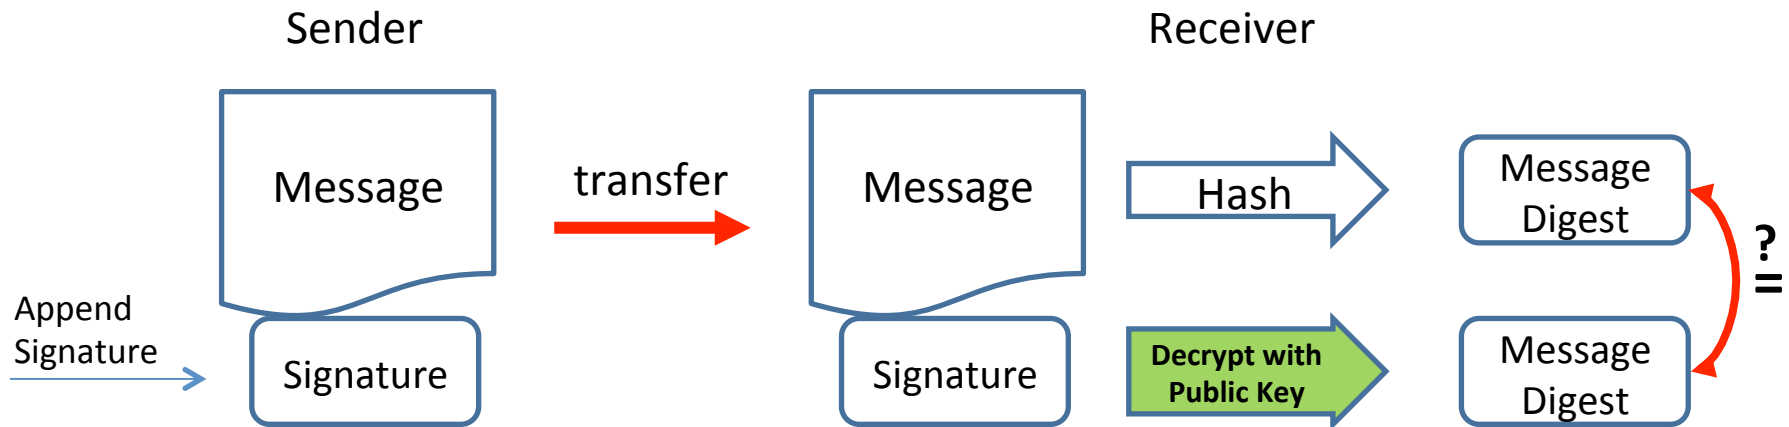 Sender
Receiver
Message
transfer
Message
Hash
Message
Digest
?
=
Append
Signature
Signature
Signature
Decrypt with
Public Key
Message
Digest